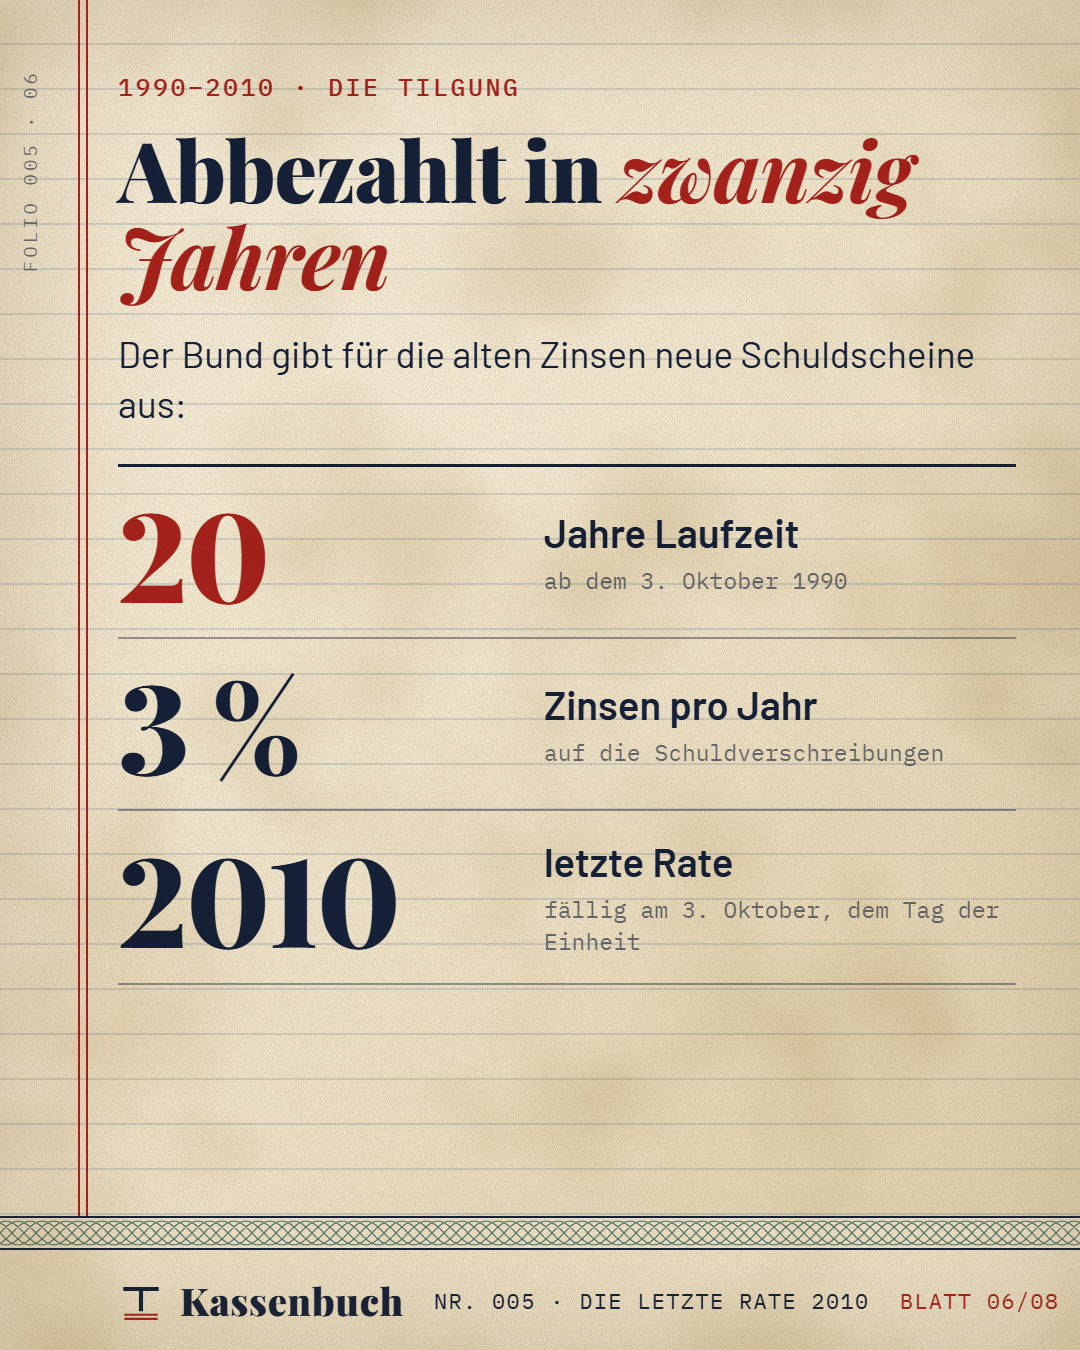 FOLIO 005 · 06
1990–2010 · DIE TILGUNG
Abbezahlt in zwanzig
Jahren
Der Bund gibt für die alten Zinsen neue Schuldscheine
aus:
20
Jahre Laufzeit
ab dem 3. Oktober 1990
3 %
Zinsen pro Jahr
auf die Schuldverschreibungen
2010
letzte Rate
fällig am 3. Oktober, dem Tag der
Einheit
Kassenbuch NR. 005 · DIE LETZTE RATE 2010 BLATT 06/08